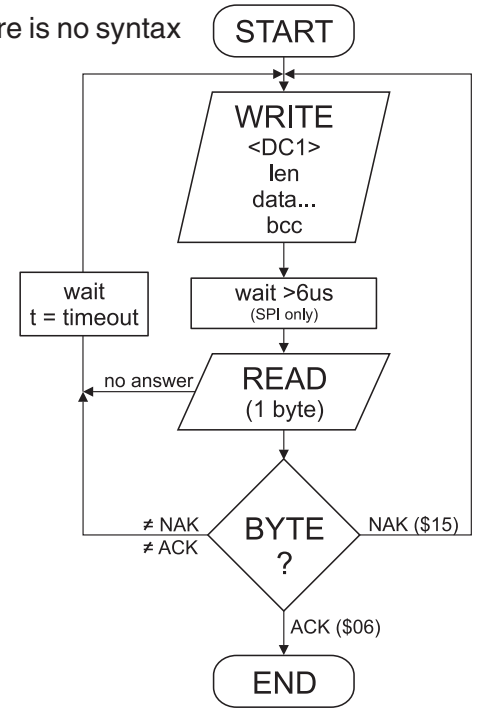 re is no syntax
START
WRITE
<DC1>
len
data...
bcc
wait
t = timeout
wait >6us
(SPI only)
no answer
READ
(1 byte)
≠ NAK
≠ ACK
BYTE
?
NAK ($15)
ACK ($06)
END